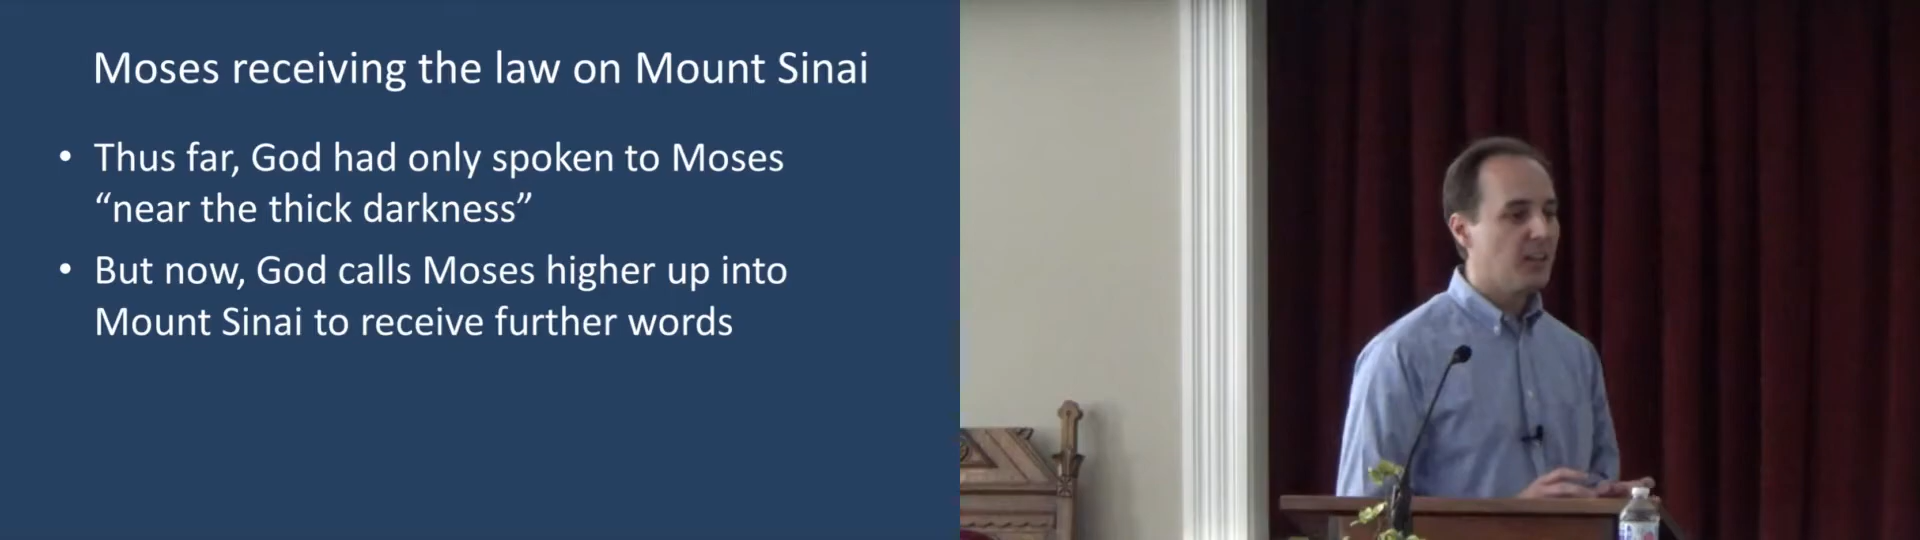 Moses receiving the law on Mount Sinai
• Thus far, God had only spoken to Moses
“near the thick darkness”
• But now, God calls Moses higher up into
Mount Sinai to receive further words